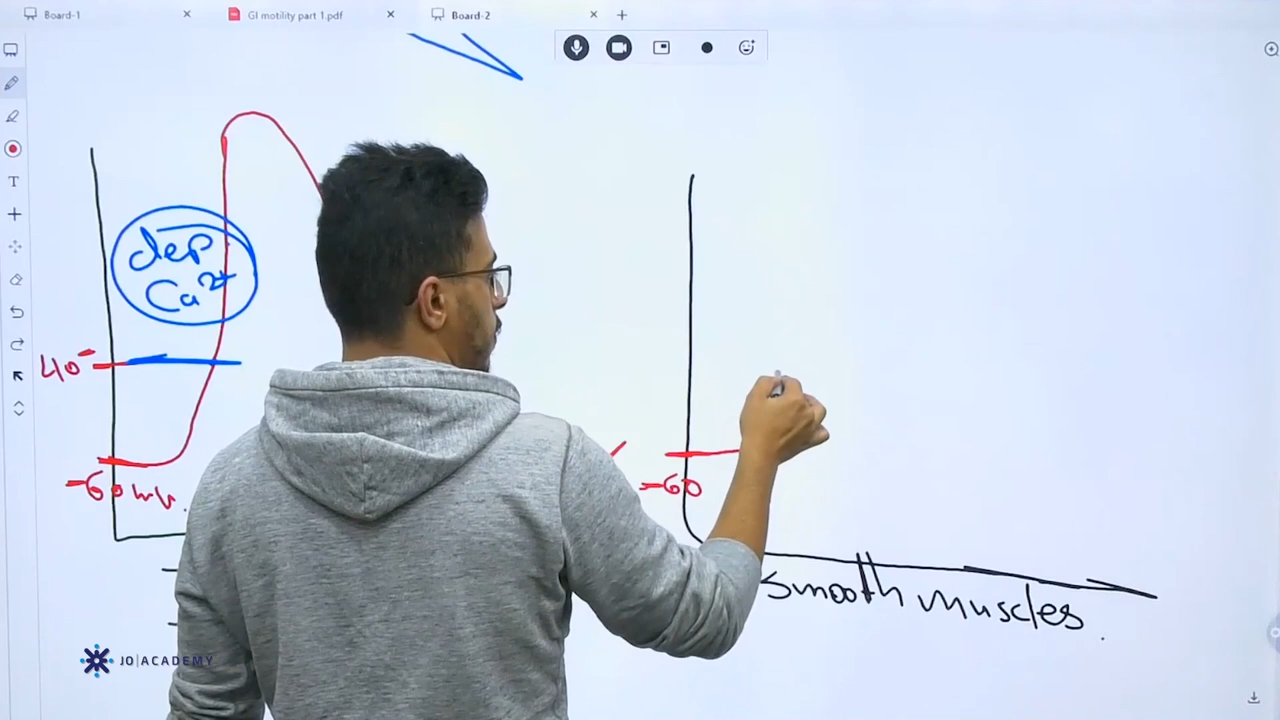 Board-1
GI motility part 1.pdf
Board-2
dep
Ca²⁺
40⁻
-60 mv.
-60
smooth muscles.
JO|ACADEMY